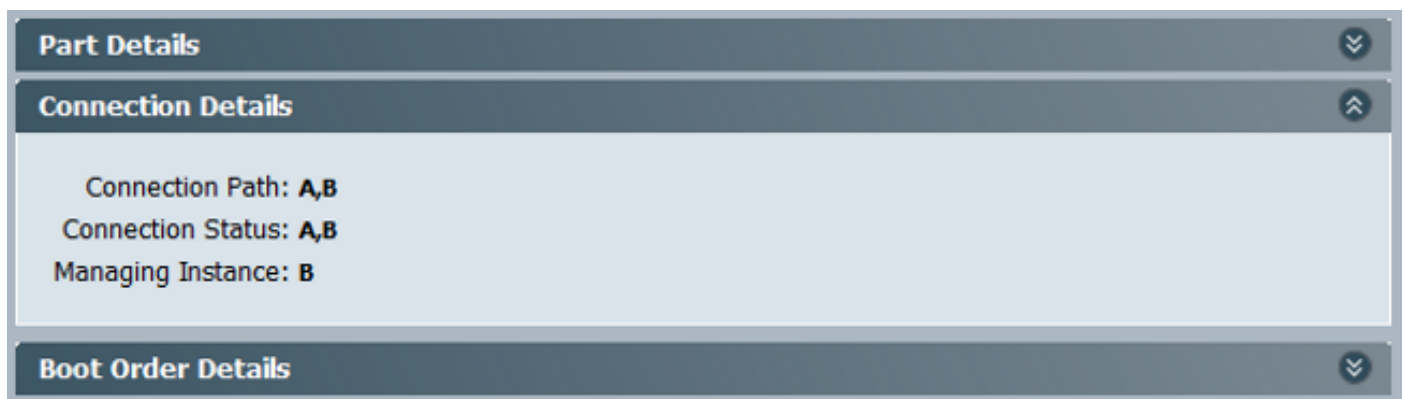 Part Details
Connection Details
Connection Path: A,B
Connection Status: A,B
Managing Instance: B
Boot Order Details